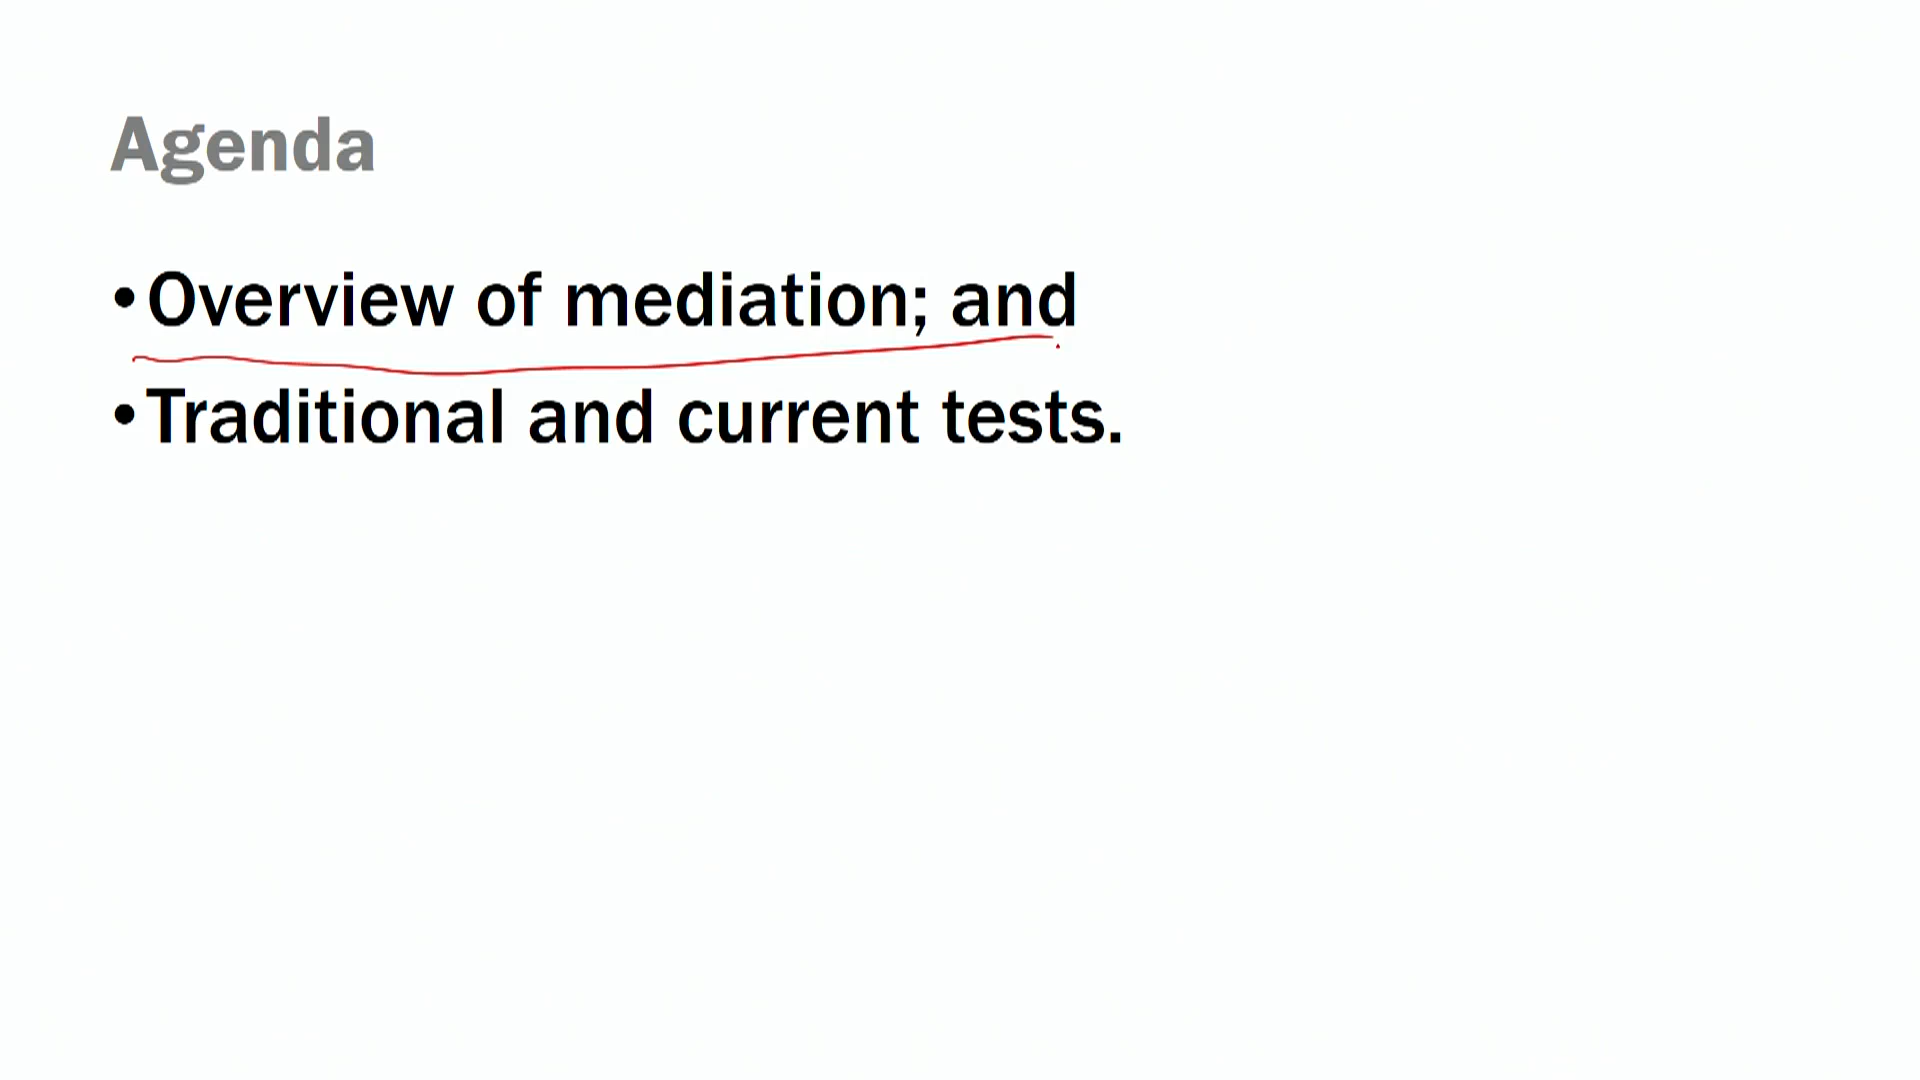 Agenda
• Overview of mediation; and
• Traditional and current tests.